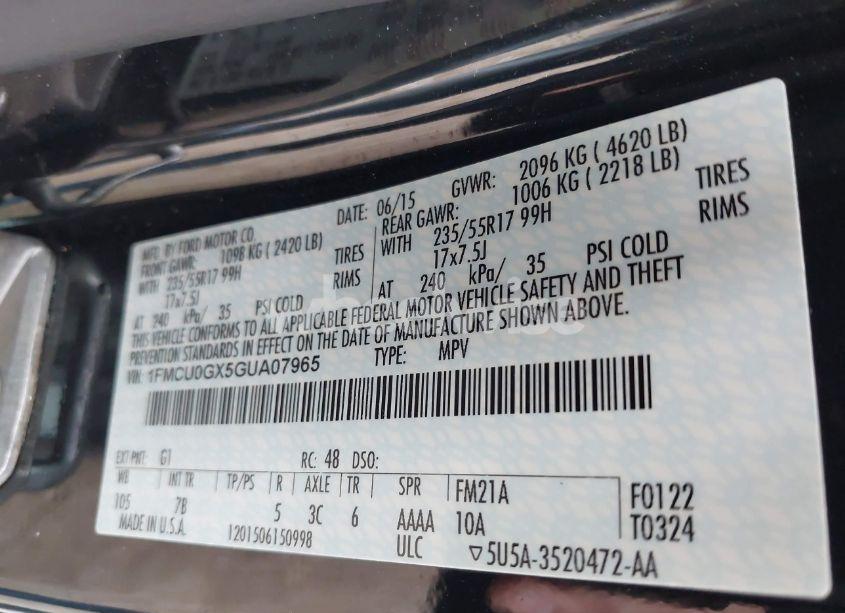 MFD. BY FORD MOTOR CO.
DATE: 06/15 GVWR: 2096 KG ( 4620 LB)
FRONT GAWR: 1098 KG ( 2420 LB)
REAR GAWR: 1006 KG ( 2218 LB)
WITH 235/55R17 99H TIRES
WITH 235/55R17 99H TIRES
17x7.5J RIMS
17x7.5J RIMS
AT 240 kPa/ 35 PSI COLD
AT 240 kPa/ 35 PSI COLD
THIS VEHICLE CONFORMS TO ALL APPLICABLE FEDERAL MOTOR VEHICLE SAFETY AND THEFT
PREVENTION STANDARDS IN EFFECT ON THE DATE OF MANUFACTURE SHOWN ABOVE.
VIN: 1FMCU0GX5GUA07965 TYPE: MPV
EXT PNT: G1 RC: 48 DSO:
WB INT TR TP/PS R AXLE TR SPR FM21A F0122
105 7B 5 3C 6 AAAA 10A T0324
MADE IN U.S.A. 1201506150998 ULC ▽5U5A-3520472-AA